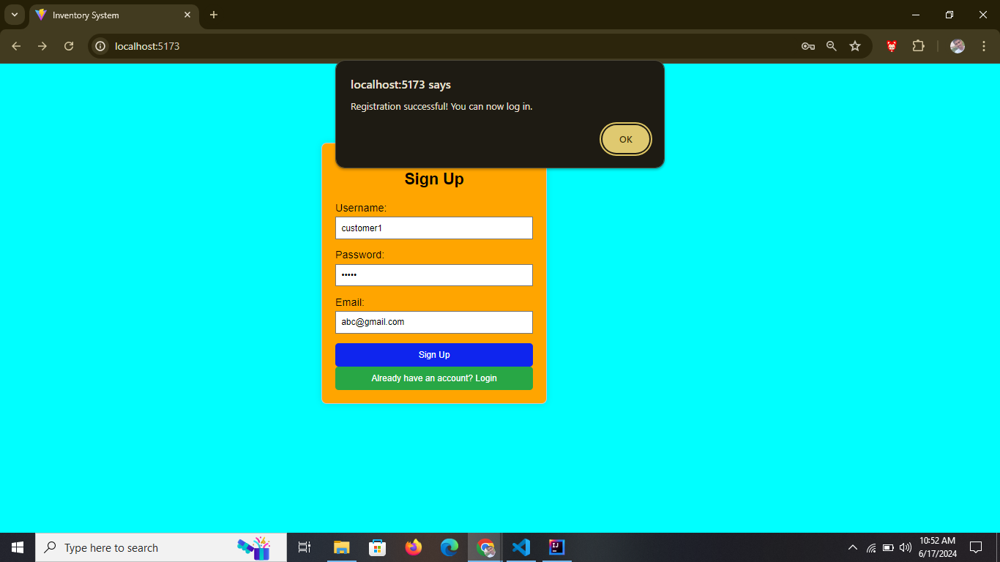 Inventory System
localhost:5173
localhost:5173 says
Registration successful! You can now log in.
OK
Sign Up
Username:
customer1
Password:
•••••
Email:
abc@gmail.com
Sign Up
Already have an account? Login
Type here to search
10:52 AM
6/17/2024